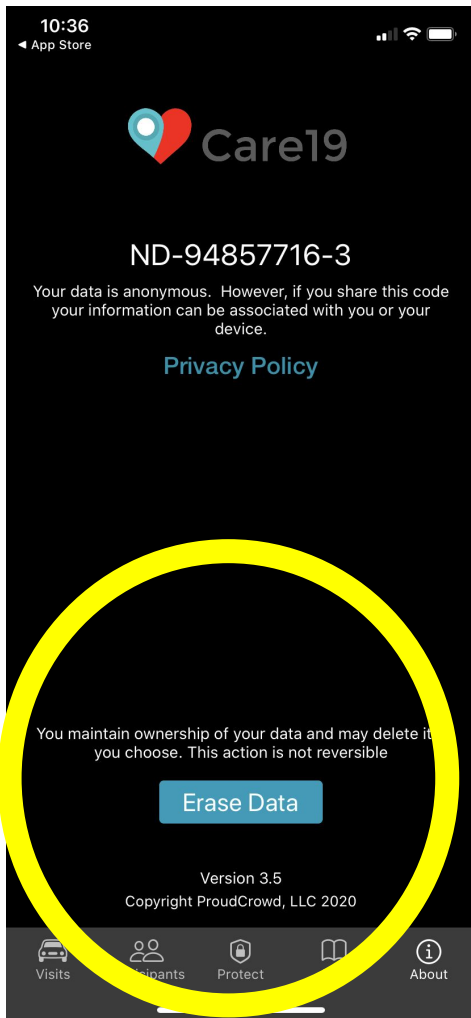 10:36
◀ App Store
Care19
ND-94857716-3
Your data is anonymous. However, if you share this code
your information can be associated with you or your
device.
Privacy Policy
You maintain ownership of your data and may delete it
you choose. This action is not reversible
Erase Data
Version 3.5
Copyright ProudCrowd, LLC 2020
Visits
Protect
About